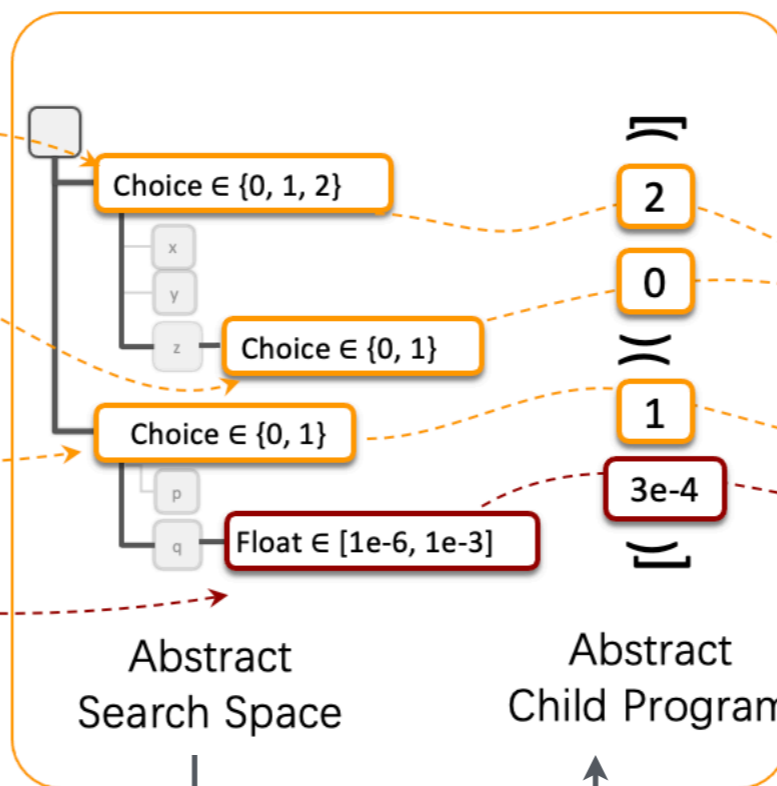 Choice ∈ {0, 1, 2}
x
y
z
Choice ∈ {0, 1}
Choice ∈ {0, 1}
p
q
Float ∈ [1e-6, 1e-3]
Abstract
Search Space
[(
2
0
)(
1
3e-4
)]
Abstract
Child Program